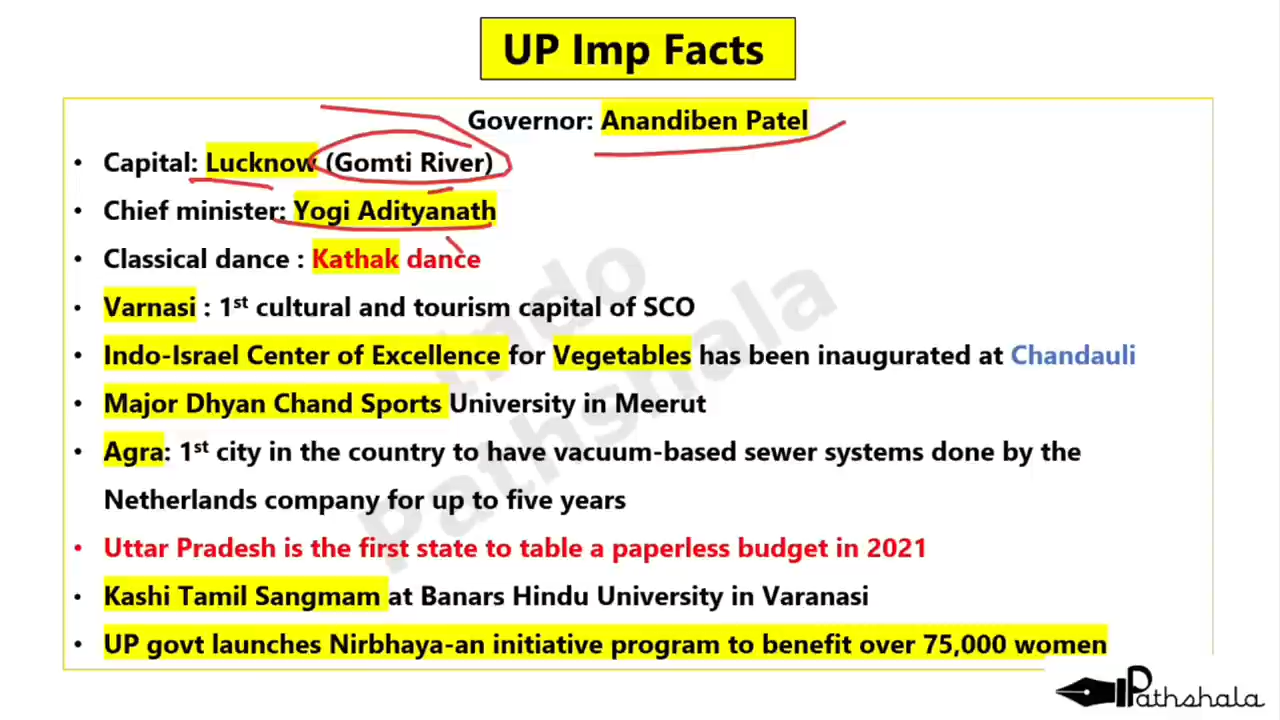 UP Imp Facts
Governor: Anandiben Patel
• Capital: Lucknow (Gomti River)
• Chief minister: Yogi Adityanath
• Classical dance : Kathak dance
• Varnasi : 1st cultural and tourism capital of SCO
• Indo-Israel Center of Excellence for Vegetables has been inaugurated at Chandauli
• Major Dhyan Chand Sports University in Meerut
• Agra: 1st city in the country to have vacuum-based sewer systems done by the
Netherlands company for up to five years
• Uttar Pradesh is the first state to table a paperless budget in 2021
• Kashi Tamil Sangmam at Banars Hindu University in Varanasi
• UP govt launches Nirbhaya-an initiative program to benefit over 75,000 women
Indo
Pathshala
Pathshala